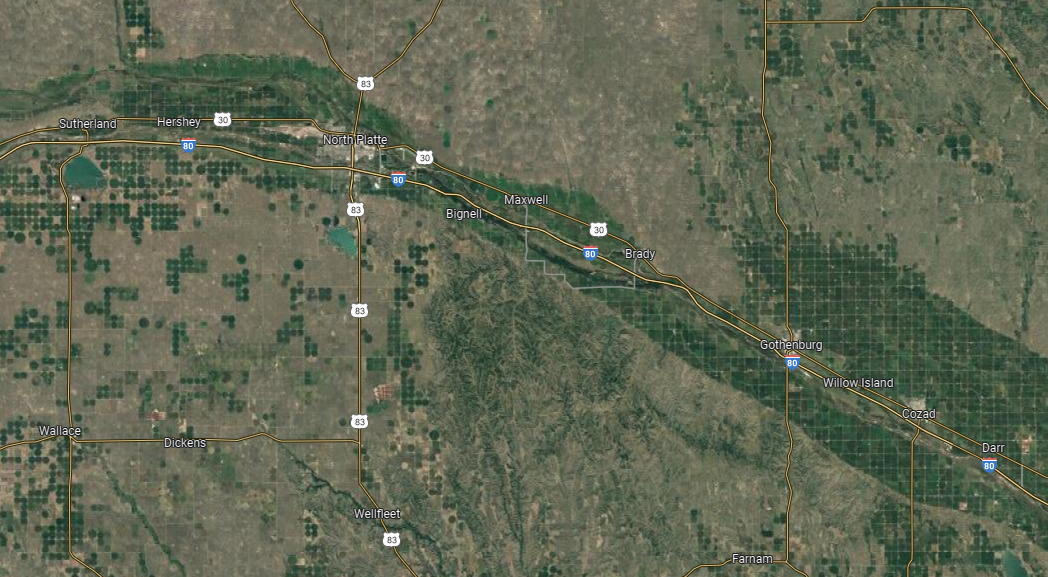 83
Sutherland
Hershey
30
80
North Platte
30
80
83
Maxwell
Bignell
30
80
Brady
83
Gothenburg
80
Willow Island
Cozad
83
Wallace
Dickens
Darr
80
Wellfleet
83
Farnam